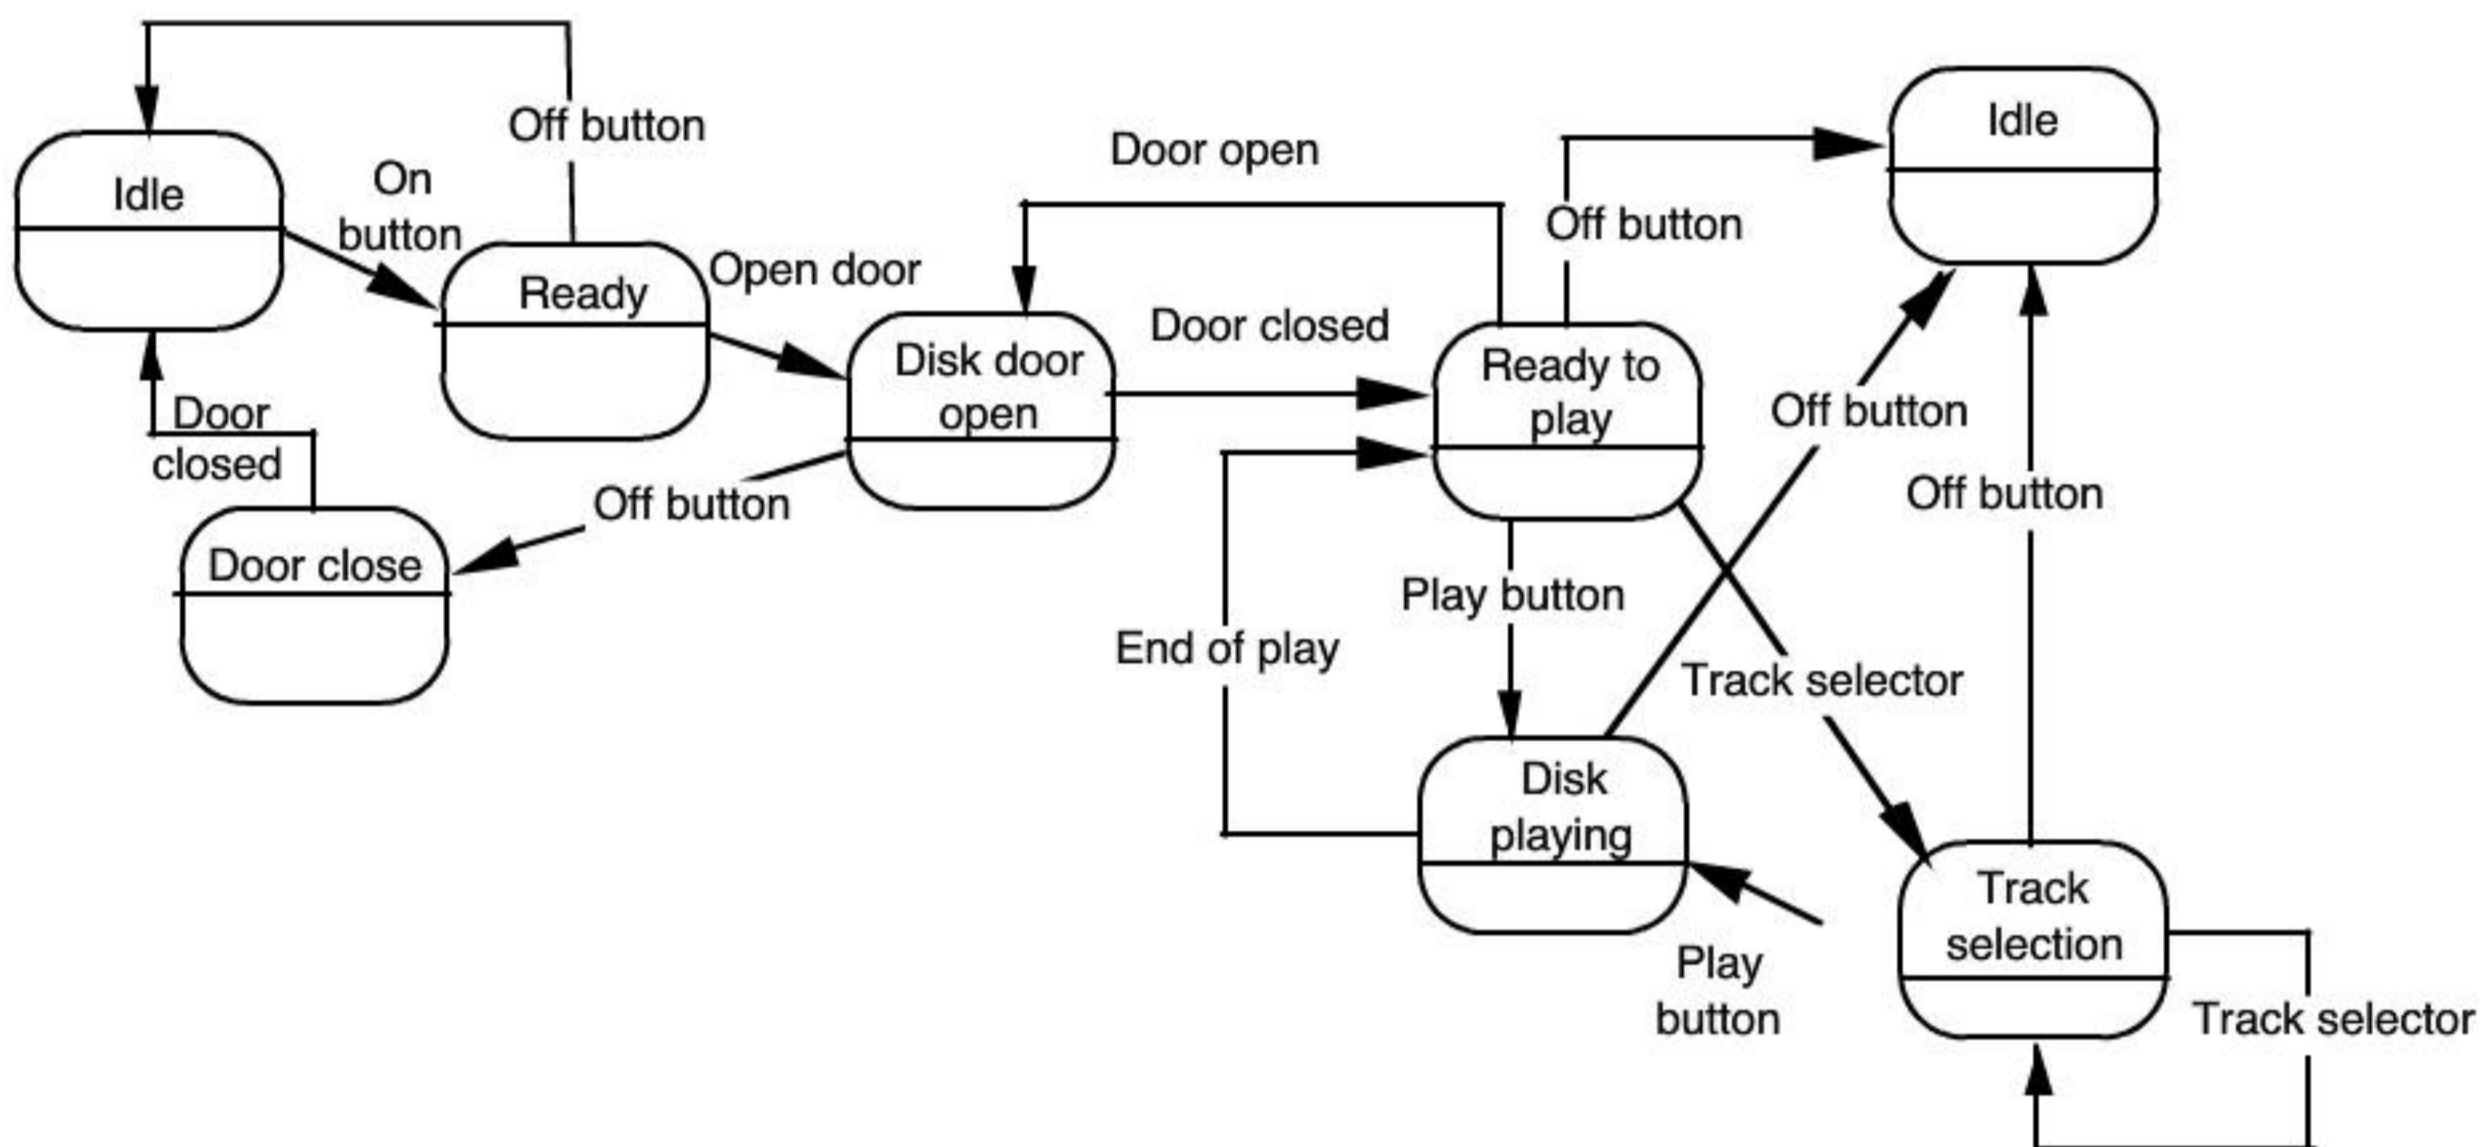 Idle
On
button
Off button
Ready
Open door
Door
closed
Door close
Off button
Disk door
open
Door open
Door closed
Ready to
play
Off button
Idle
Off button
Off button
Play button
End of play
Track selector
Disk
playing
Play
button
Track
selection
Track selector